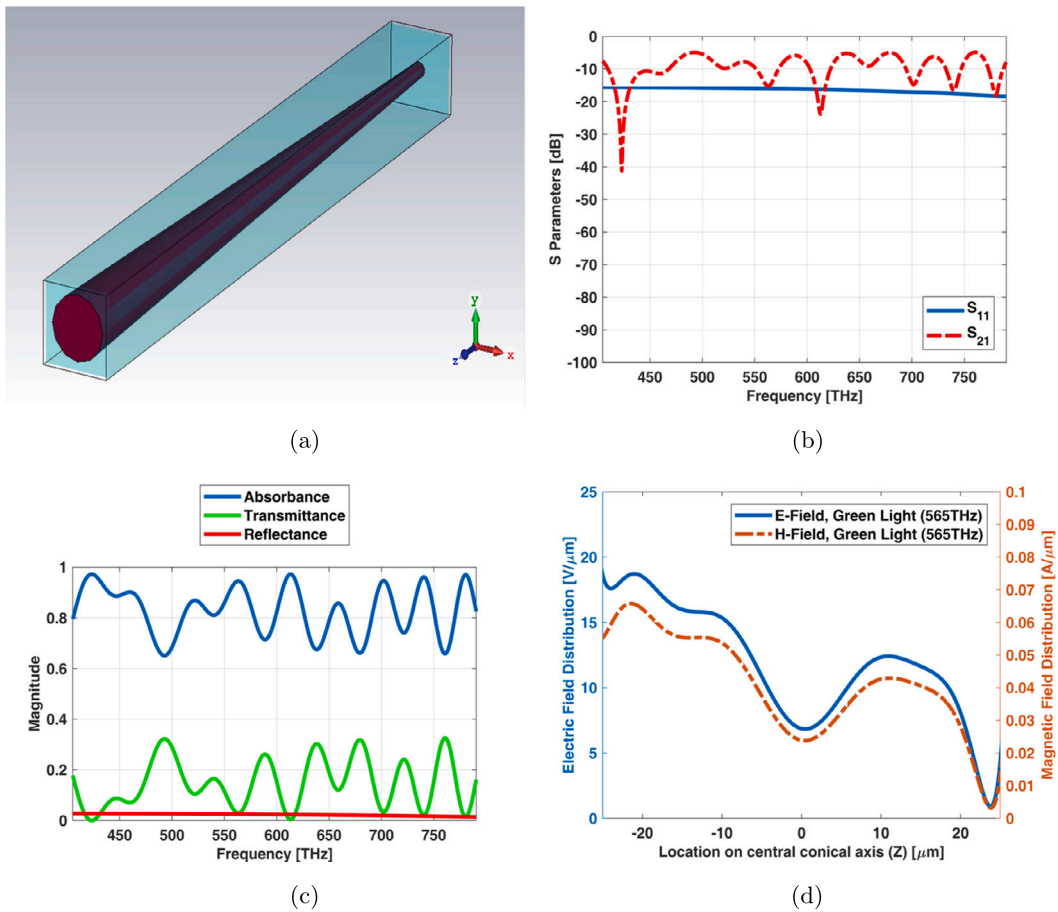 y
x
z
(a)
0
-10
-20
-30
-40
-50
-60
-70
-80
-90
-100
S Parameters [dB]
S11
S21
450 500 550 600 650 700 750
Frequency [THz]
(b)
Absorbance
Transmittance
Reflectance
1
0.8
0.6
0.4
0.2
0
Magnitude
450 500 550 600 650 700 750
Frequency [THz]
(c)
25
20
15
10
5
0
Electric Field Distribution [V/μm]
E-Field, Green Light (565THz)
H-Field, Green Light (565THz)
0.1
0.09
0.08
0.07
0.06
0.05
0.04
0.03
0.02
0.01
0
Magnetic Field Distribution [A/μm]
-20 -10 0 10 20
Location on central conical axis (Z) [μm]
(d)